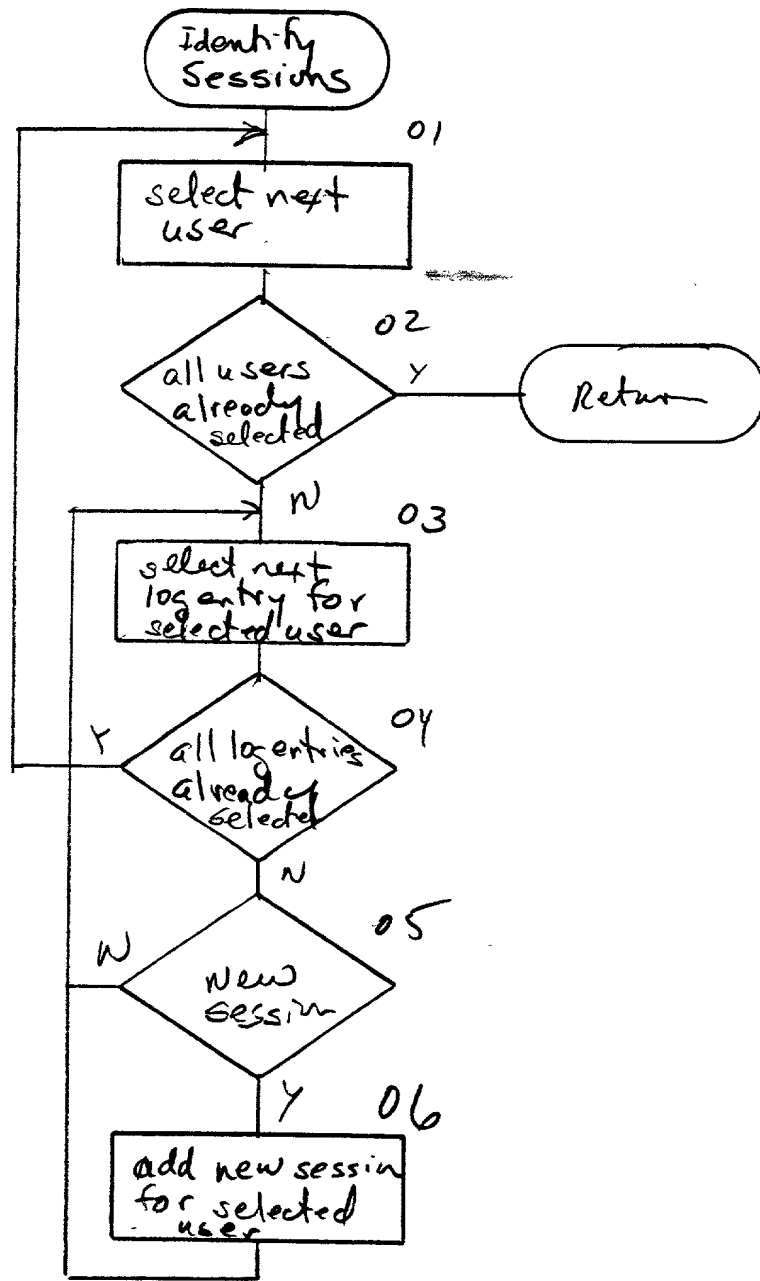 Identify
Sessions
01
select next
user
02
all users
already
selected
Y
Return
N
03
select next
log entry for
selected user
04
Y
all log entries
already
selected
N
05
N
New
session
Y
06
add new sessin
for selected
user